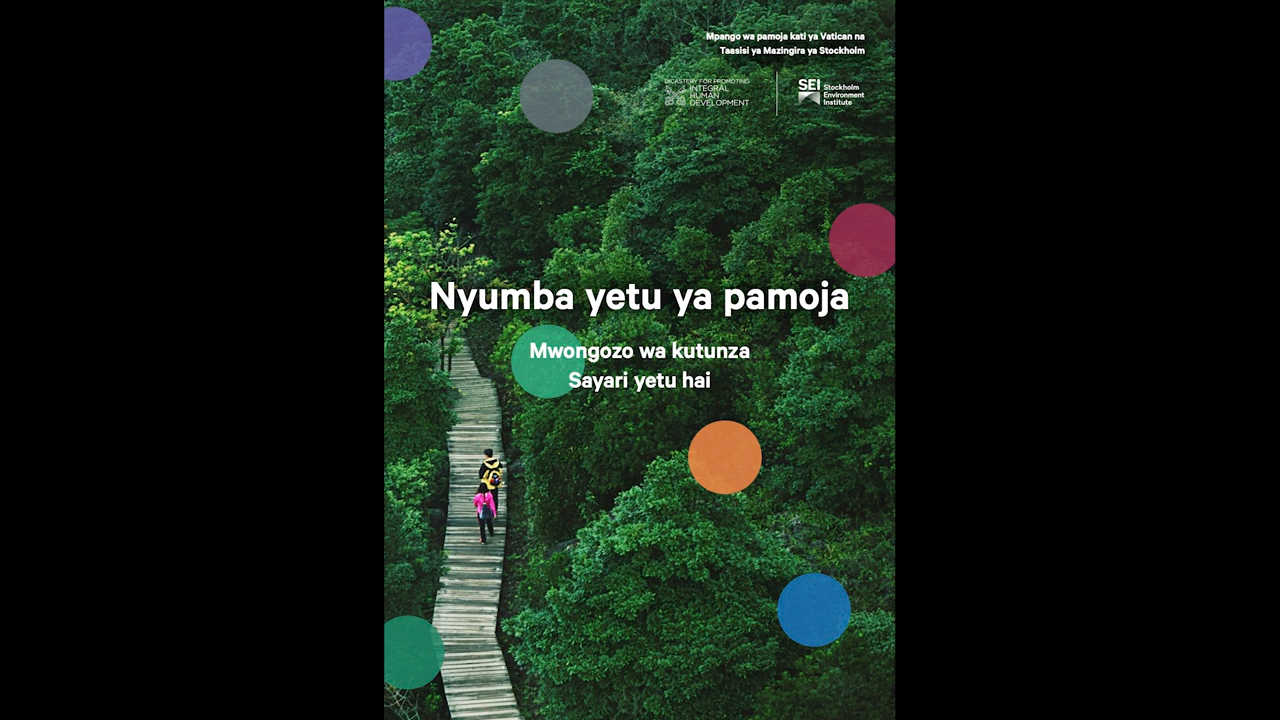 Mpango wa pamoja kati ya Vatican na
Taasisi ya Mazingira ya Stockholm
DICASTERY FOR PROMOTING
INTEGRAL
HUMAN
DEVELOPMENT
SEI Stockholm
Environment
Institute
Nyumba yetu ya pamoja
Mwongozo wa kutunza
Sayari yetu hai